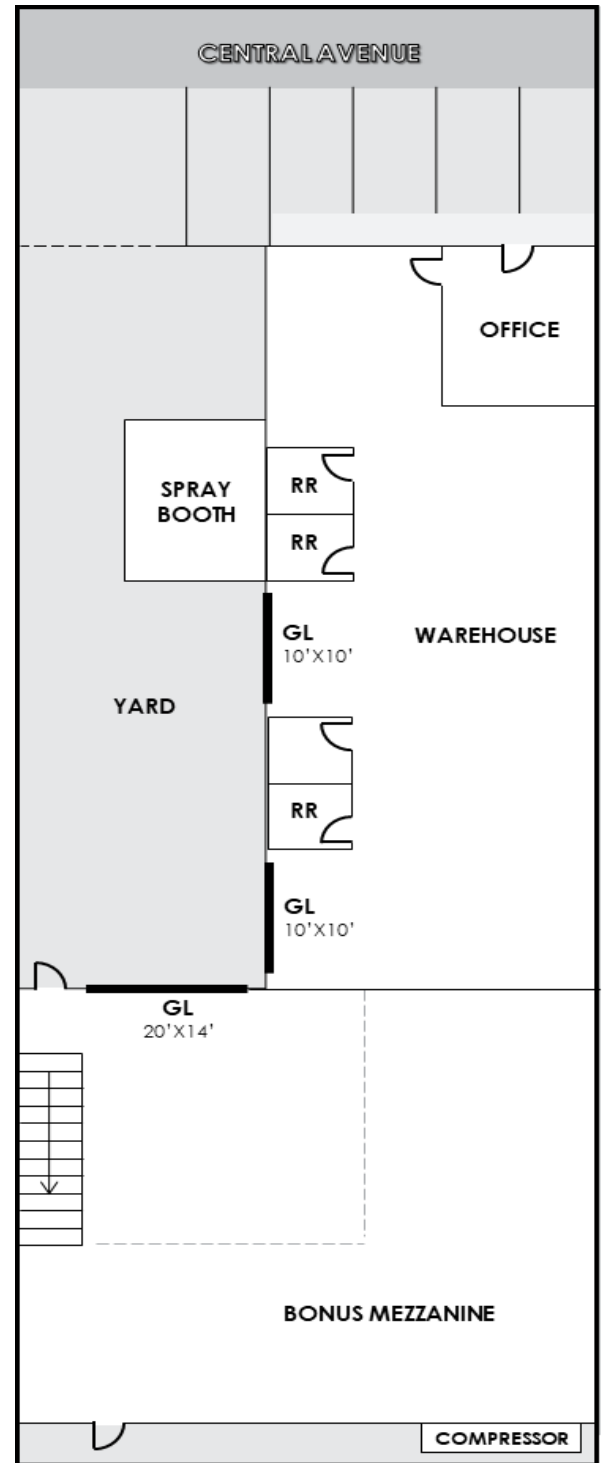 CENTRAL AVENUE
OFFICE
SPRAY
BOOTH
RR
RR
GL
10'X10'
WAREHOUSE
YARD
RR
GL
10'X10'
GL
20'X14'
BONUS MEZZANINE
COMPRESSOR